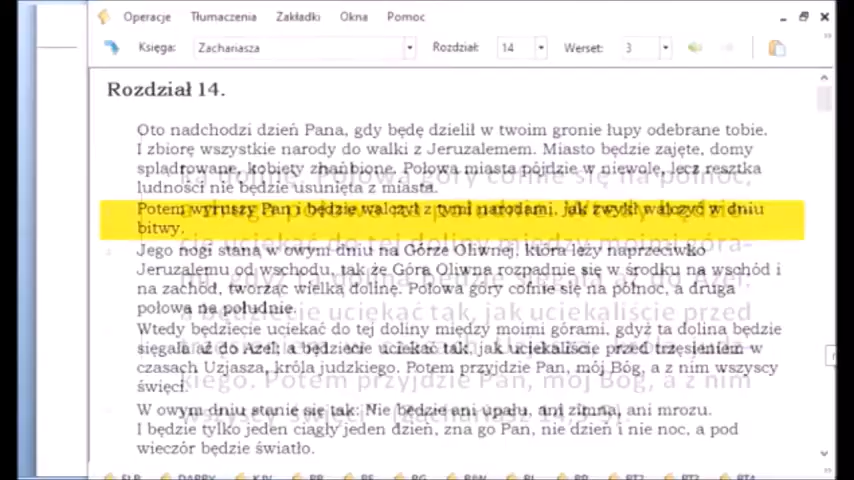 Operacje Tłumaczenia Zakładki Okna Pomoc
Księga: Zachariasza Rozdział: 14 Werset: 3
Rozdział 14.
Oto nadchodzi dzień Pana, gdy będę dzielił w twoim gronie łupy odebrane tobie.
I zbiorę wszystkie narody do walki z Jeruzalemem. Miasto będzie zajęte, domy
splądrowane, kobiety zhańbione. Połowa miasta pójdzie w niewolę, lecz resztka
ludności nie będzie usunięta z miasta.
Potem wyruszy Pan i będzie walczył z tymi narodami, jak zwykł walczyć w dniu
bitwy.
Jego nogi staną w owym dniu na Górze Oliwnej, która leży naprzeciwko
Jeruzalemu od wschodu, tak że Góra Oliwna rozpadnie się w środku na wschód i
na zachód, tworząc wielką dolinę. Połowa góry cofnie się na północ, a druga
połowa na południe.
Wtedy będziecie uciekać do tej doliny między moimi górami, gdyż ta dolina będzie
sięgała aż do Azel; a będziecie uciekać tak, jak uciekaliście przed trzęsieniem w
czasach Uzjasza, króla judzkiego. Potem przyjdzie Pan, mój Bóg, a z nim wszyscy
święci.
W owym dniu stanie się tak: Nie będzie ani upału, ani zimna, ani mrozu.
I będzie tylko jeden ciągły jeden dzień, zna go Pan, nie dzień i nie noc, a pod
wieczór będzie światło.